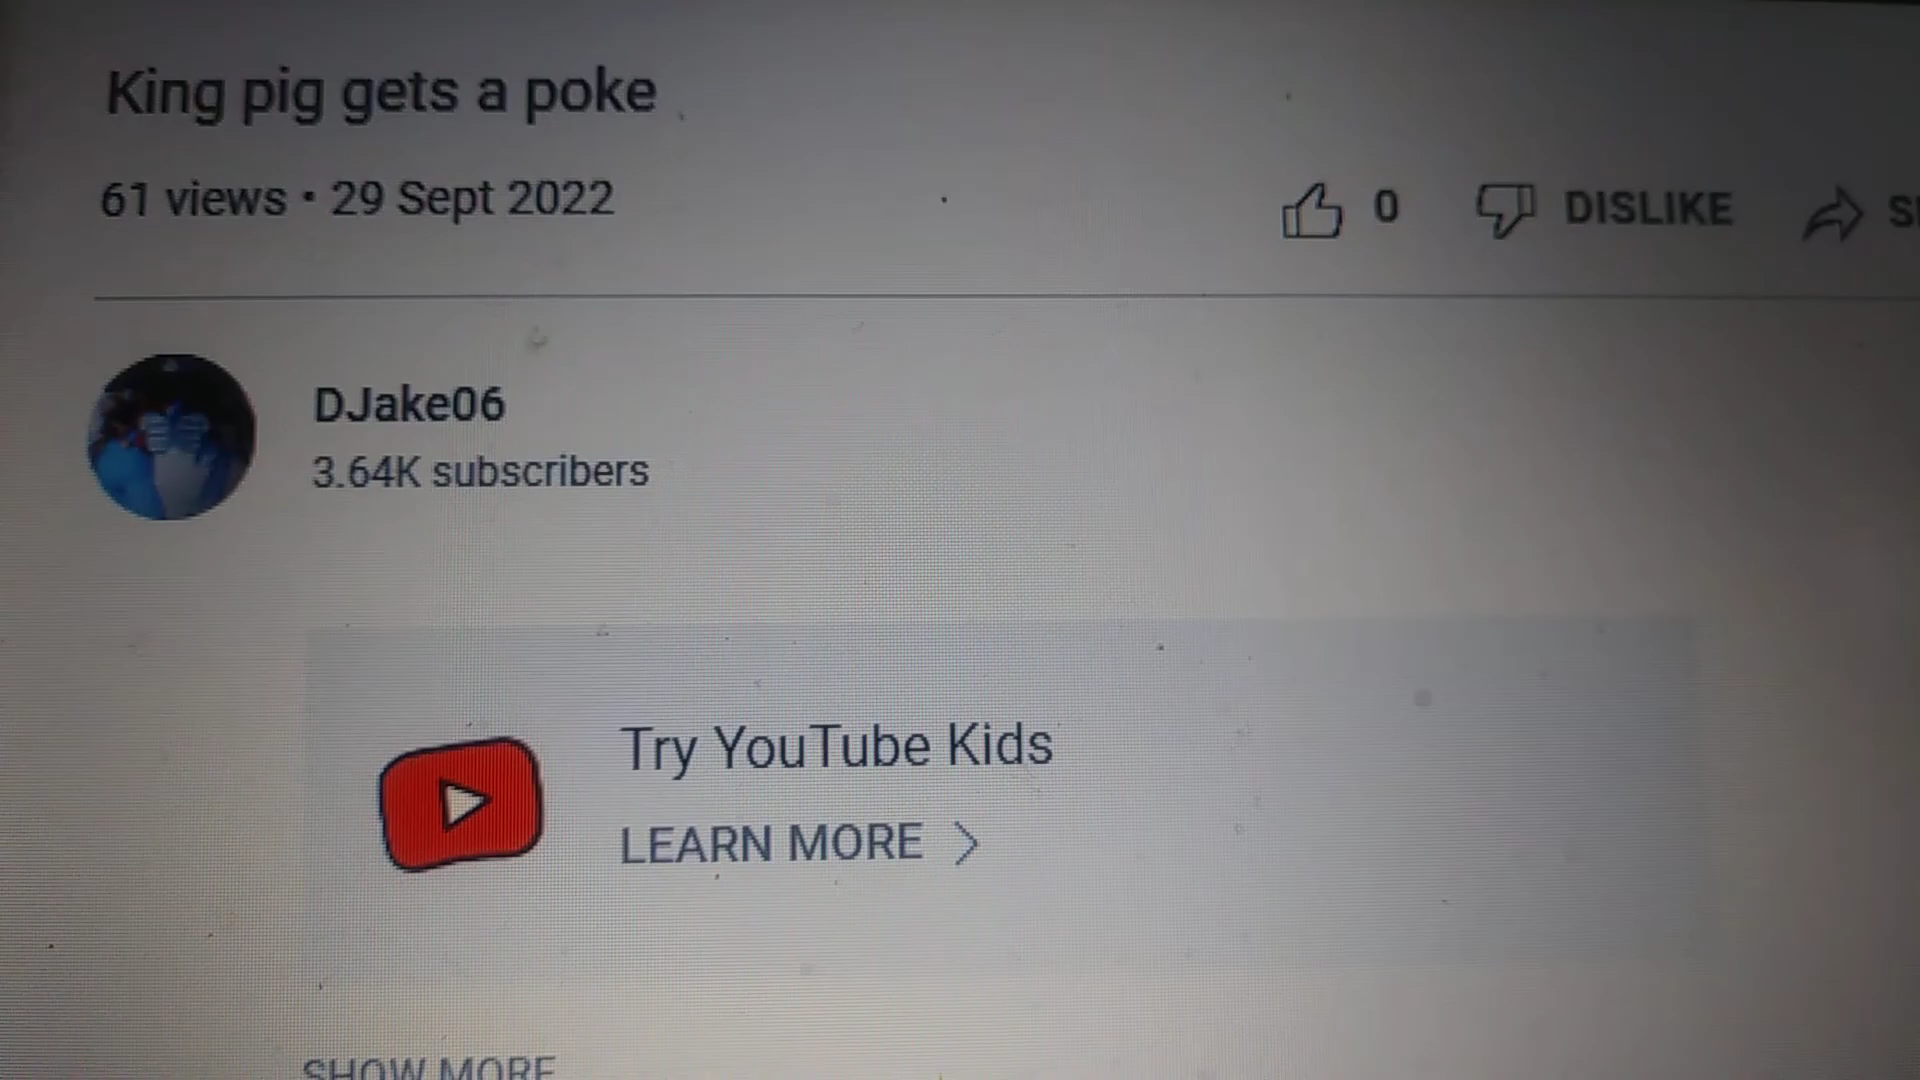 King pig gets a poke
61 views • 29 Sept 2022
0 DISLIKE
DJake06
3.64K subscribers
Try YouTube Kids
LEARN MORE
SHOW MORE